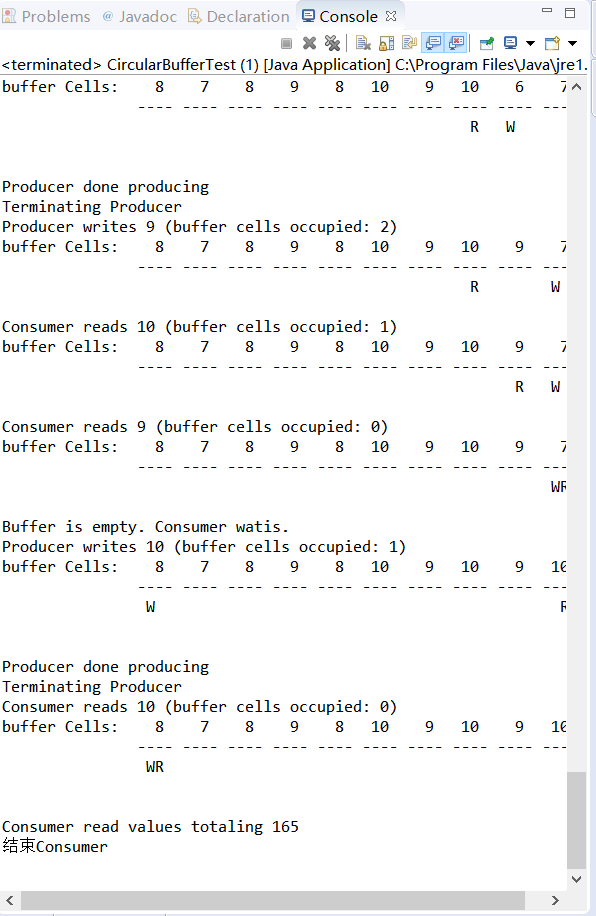 Problems @ Javadoc Declaration Console
<terminated> CircularBufferTest (1) [Java Application] C:\Program Files\Java\jre1.
buffer Cells: 8 7 8 9 8 10 9 10 6 7
---- ---- ---- ---- ---- ---- ---- ---- ---- ---
R W
Producer done producing
Terminating Producer
Producer writes 9 (buffer cells occupied: 2)
buffer Cells: 8 7 8 9 8 10 9 10 9 7
---- ---- ---- ---- ---- ---- ---- ---- ---- ---
R W
Consumer reads 10 (buffer cells occupied: 1)
buffer Cells: 8 7 8 9 8 10 9 10 9 7
---- ---- ---- ---- ---- ---- ---- ---- ---- ---
R W
Consumer reads 9 (buffer cells occupied: 0)
buffer Cells: 8 7 8 9 8 10 9 10 9 7
---- ---- ---- ---- ---- ---- ---- ---- ---- ---
WR
Buffer is empty. Consumer watis.
Producer writes 10 (buffer cells occupied: 1)
buffer Cells: 8 7 8 9 8 10 9 10 9 10
---- ---- ---- ---- ---- ---- ---- ---- ---- ---
W R
Producer done producing
Terminating Producer
Consumer reads 10 (buffer cells occupied: 0)
buffer Cells: 8 7 8 9 8 10 9 10 9 10
---- ---- ---- ---- ---- ---- ---- ---- ---- ---
WR
Consumer read values totaling 165
结束Consumer